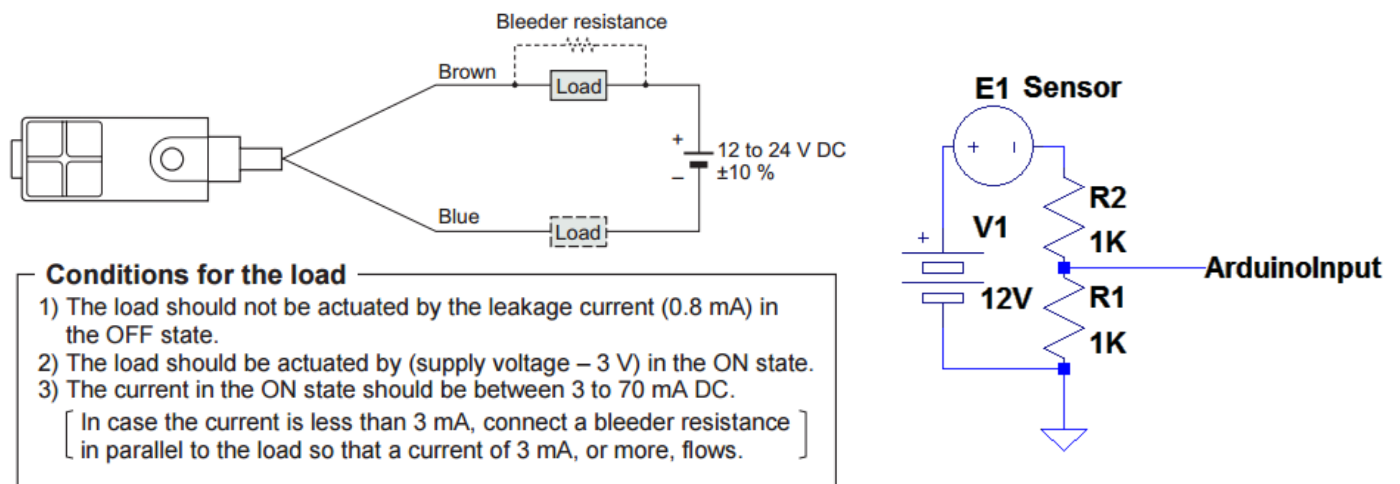 Bleeder resistance
Brown
Load
+
12 to 24 V DC
±10 %
–
Blue
Load
Conditions for the load
1) The load should not be actuated by the leakage current (0.8 mA) in
the OFF state.
2) The load should be actuated by (supply voltage – 3 V) in the ON state.
3) The current in the ON state should be between 3 to 70 mA DC.
In case the current is less than 3 mA, connect a bleeder resistance
in parallel to the load so that a current of 3 mA, or more, flows.
E1 Sensor
+ –
R2
1K
+
V1
12V
ArduinoInput
R1
1K